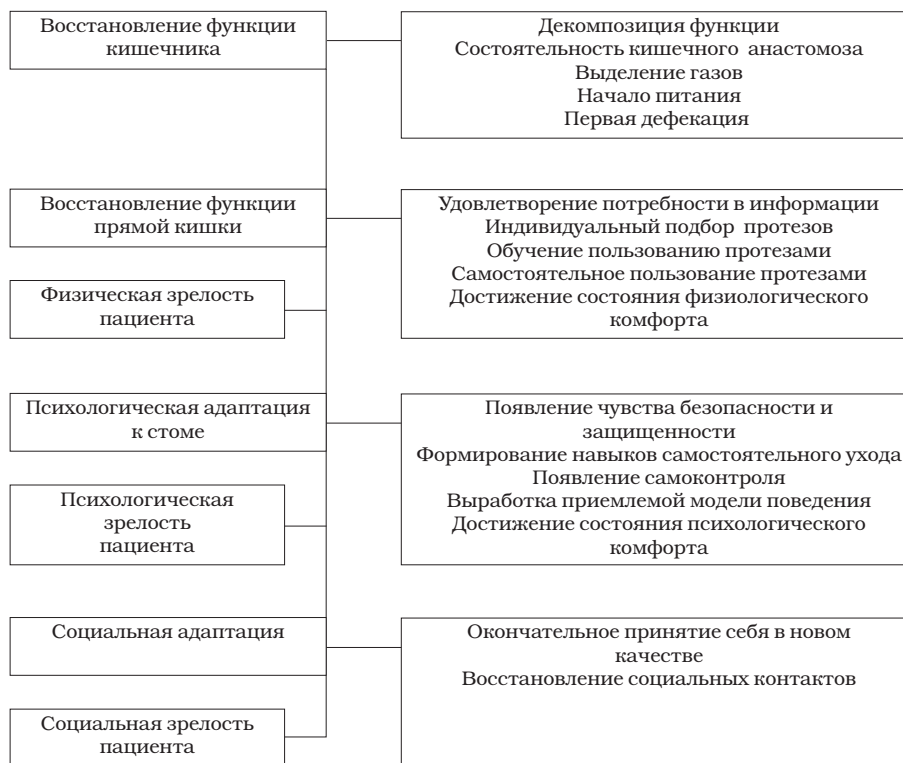 Восстановление функции
кишечника
Декомпозиция функции
Состоятельность кишечного анастомоза
Выделение газов
Начало питания
Первая дефекация
Восстановление функции
прямой кишки
Удовлетворение потребности в информации
Индивидуальный подбор протезов
Обучение пользованию протезами
Самостоятельное пользование протезами
Достижение состояния физиологического
комфорта
Физическая зрелость
пациента
Психологическая адаптация
к стоме
Появление чувства безопасности и
защищенности
Формирование навыков самостоятельного ухода
Появление самоконтроля
Выработка приемлемой модели поведения
Достижение состояния психологического
комфорта
Психологическая
зрелость
пациента
Социальная адаптация
Окончательное принятие себя в новом
качестве
Восстановление социальных контактов
Социальная зрелость
пациента